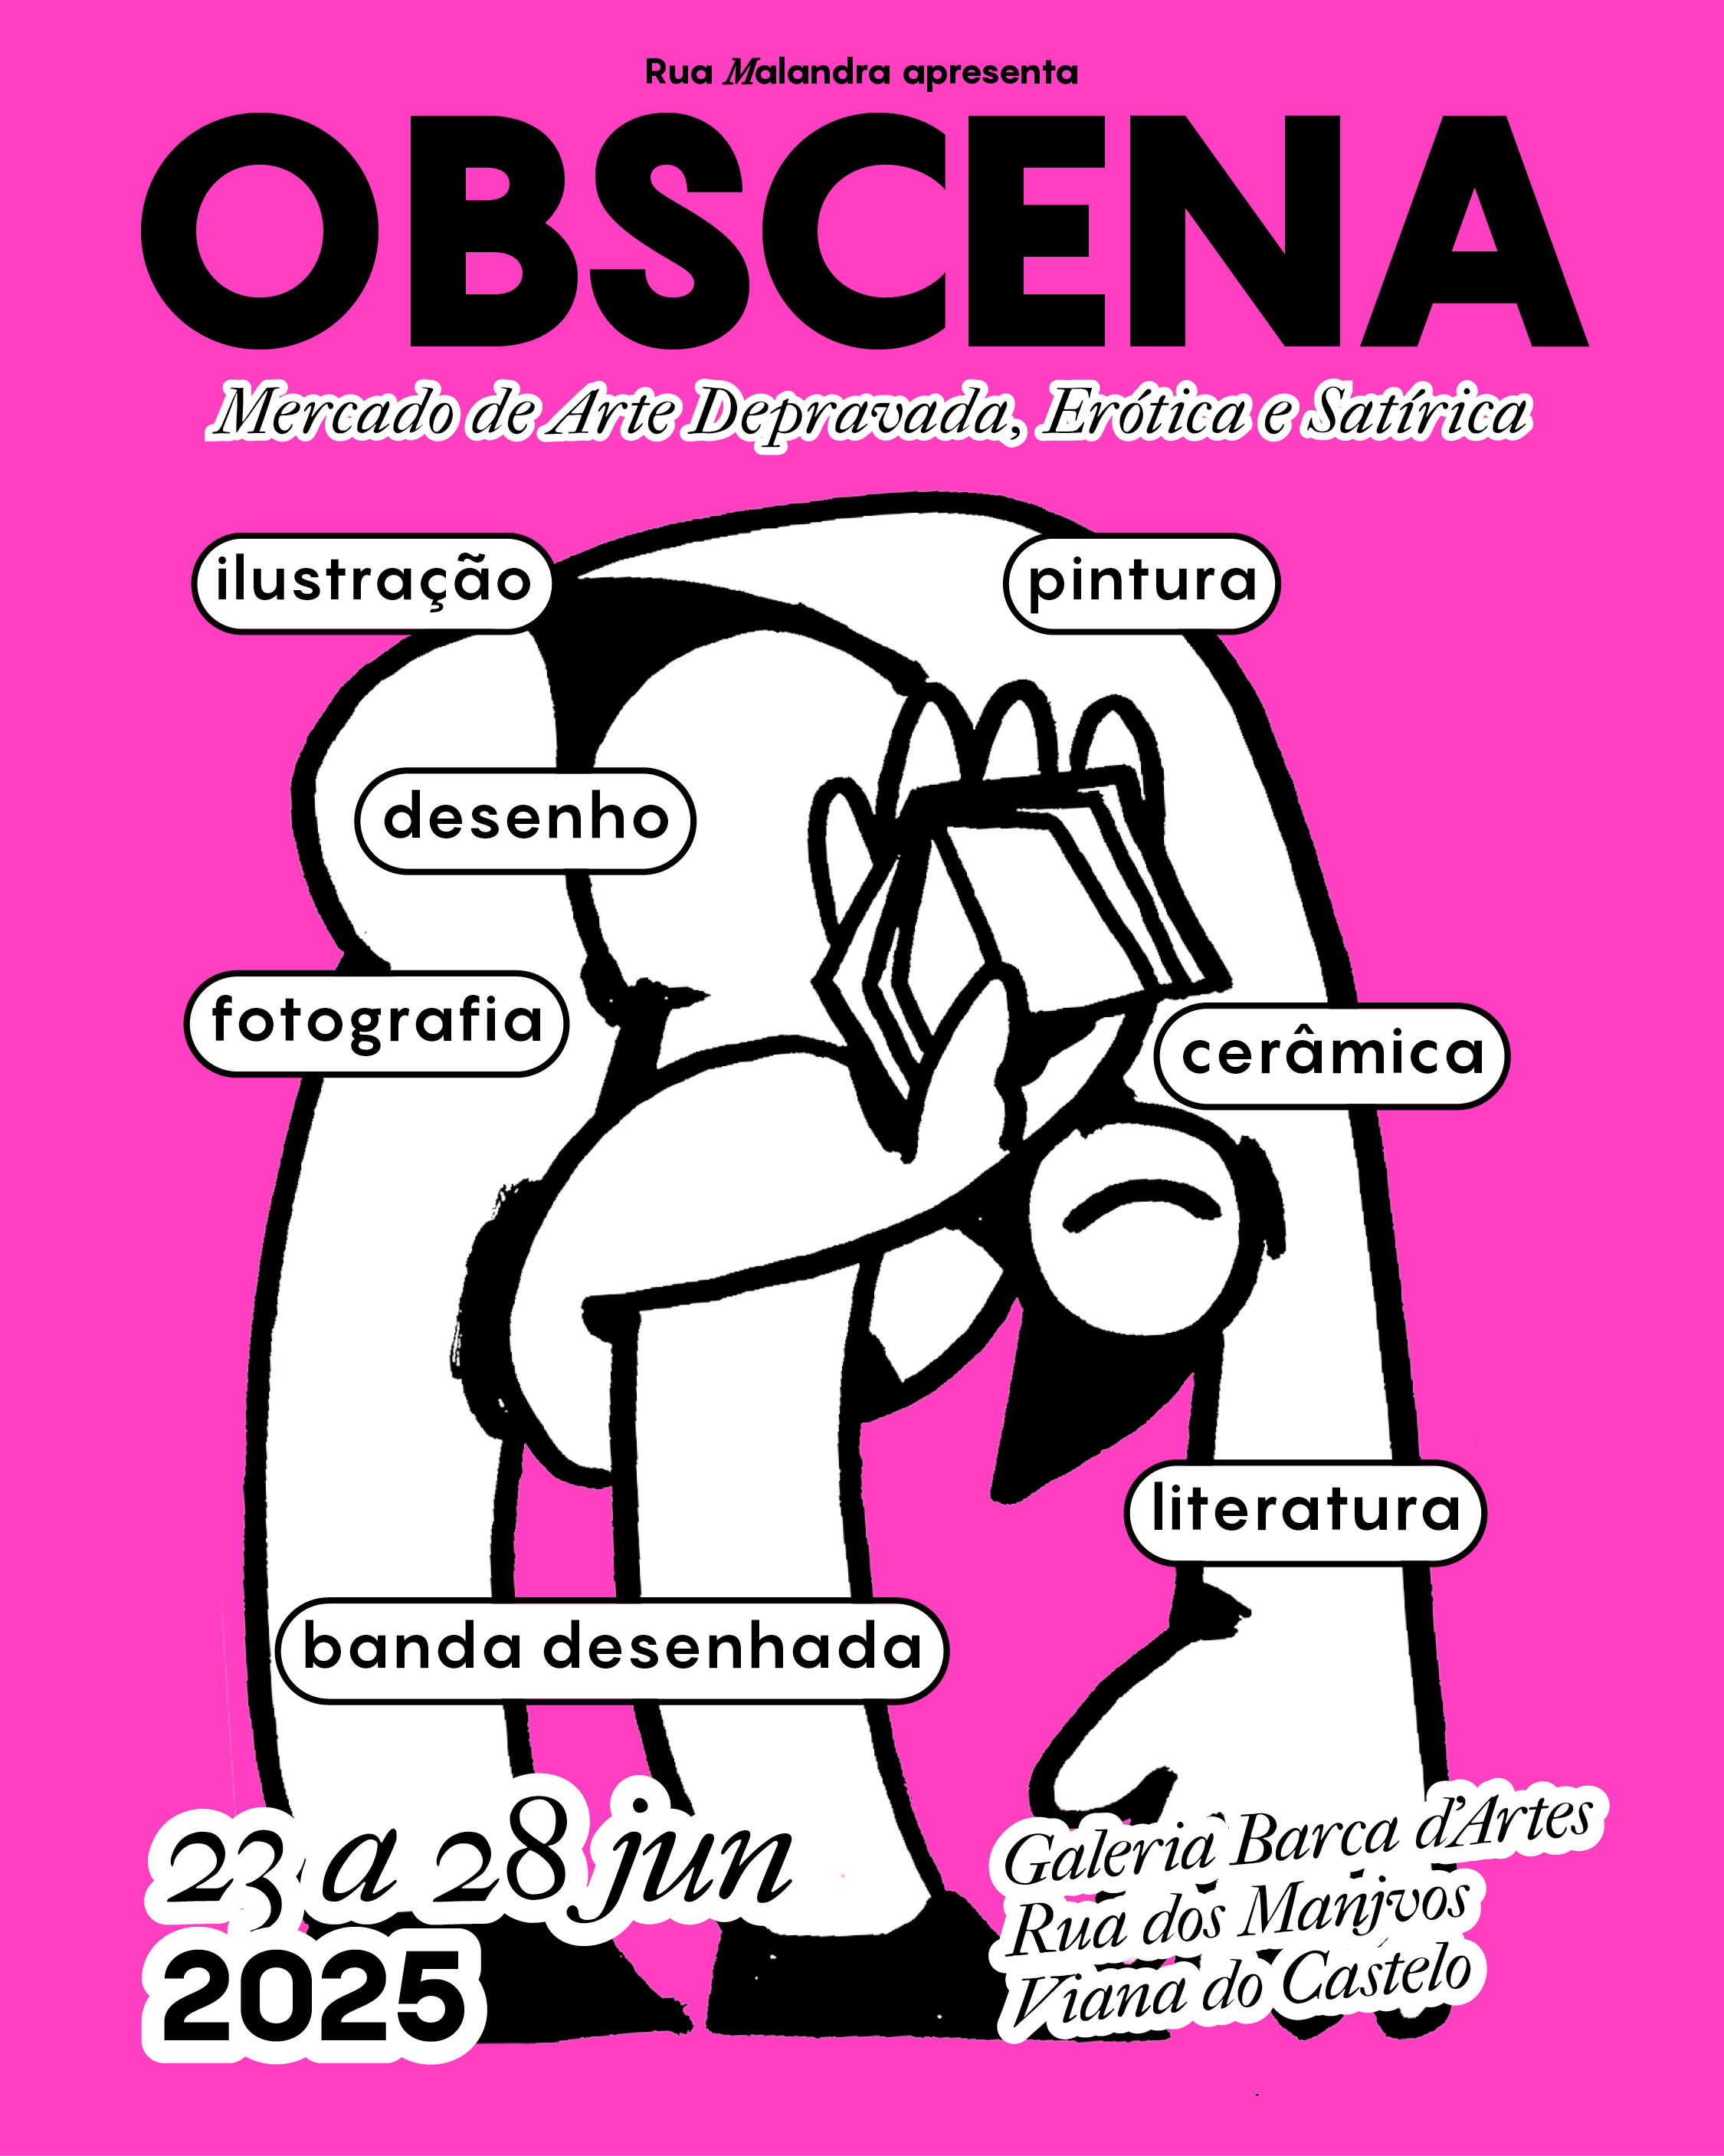 Rua Malandra apresenta
OBSCENA
Mercado de Arte Depravada, Erótica e Satírica
ilustração
pintura
desenho
fotografia
cerâmica
literatura
banda desenhada
23 a 28 jun
2025
Galeria Barca d'Artes
Rua dos Manjvos
Viana do Castelo